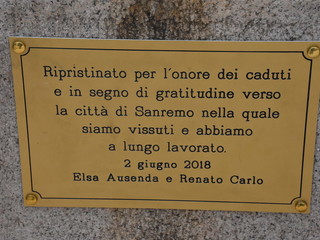 Ripristinato per l'onore dei caduti
e in segno di gratitudine verso
la città di Sanremo nella quale
siamo vissuti e abbiamo
a lungo lavorato.
2 giugno 2018
Elsa Ausenda e Renato Carlo